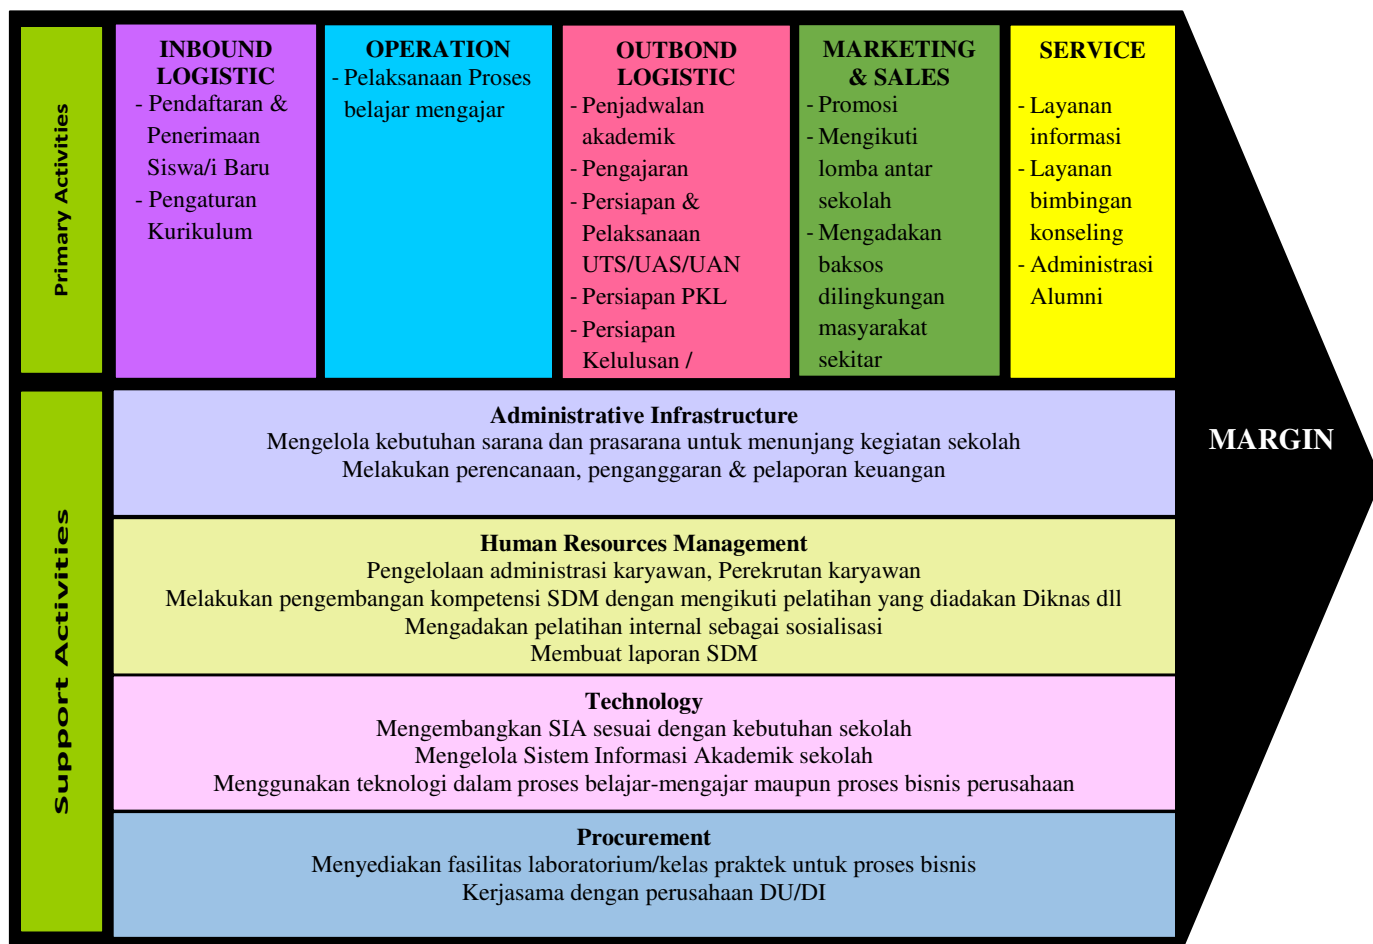 Primary Activities
INBOUND
LOGISTIC
- Pendaftaran &
Penerimaan
Siswa/i Baru
- Pengaturan
Kurikulum
OPERATION
- Pelaksanaan Proses
belajar mengajar
OUTBOND
LOGISTIC
- Penjadwalan
akademik
- Pengajaran
- Persiapan &
Pelaksanaan
UTS/UAS/UAN
- Persiapan PKL
- Persiapan
Kelulusan /
MARKETING
& SALES
- Promosi
- Mengikuti
lomba antar
sekolah
- Mengadakan
baksos
dilingkungan
masyarakat
sekitar
SERVICE
- Layanan
informasi
- Layanan
bimbingan
konseling
- Administrasi
Alumni
Support Activities
Administrative Infrastructure
Mengelola kebutuhan sarana dan prasarana untuk menunjang kegiatan sekolah
Melakukan perencanaan, penganggaran & pelaporan keuangan
Human Resources Management
Pengelolaan administrasi karyawan, Perekrutan karyawan
Melakukan pengembangan kompetensi SDM dengan mengikuti pelatihan yang diadakan Diknas dll
Mengadakan pelatihan internal sebagai sosialisasi
Membuat laporan SDM
Technology
Mengembangkan SIA sesuai dengan kebutuhan sekolah
Mengelola Sistem Informasi Akademik sekolah
Menggunakan teknologi dalam proses belajar-mengajar maupun proses bisnis perusahaan
Procurement
Menyediakan fasilitas laboratorium/kelas praktek untuk proses bisnis
Kerjasama dengan perusahaan DU/DI
MARGIN